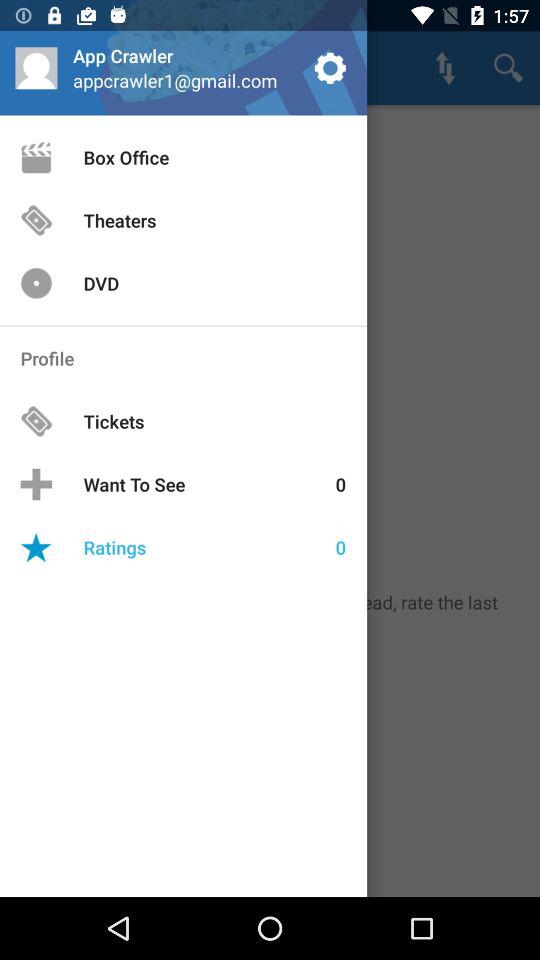 1:57
App Crawler
appcrawler1@gmail.com
Box Office
Theaters
DVD
Profile
Tickets
Want To See 0
Ratings 0
ead, rate the last